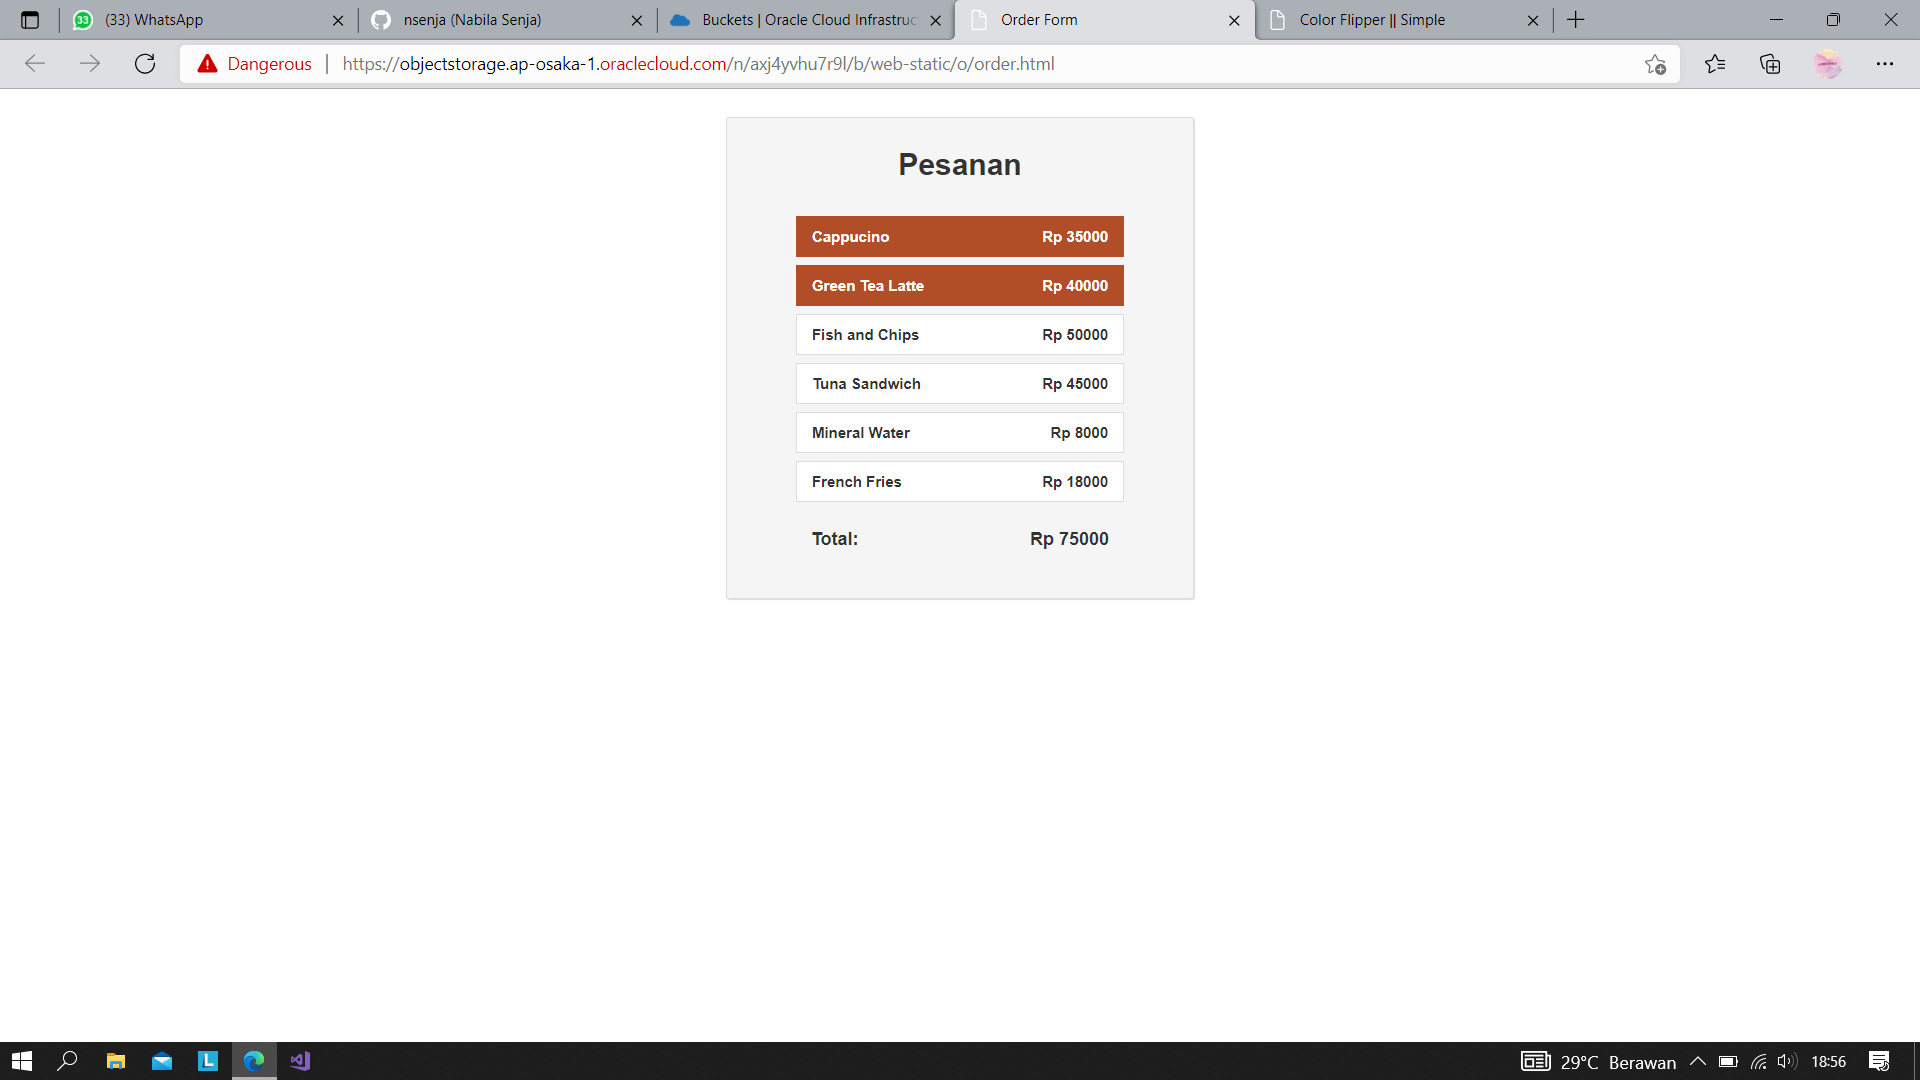 33 (33) WhatsApp
nsenja (Nabila Senja)
Buckets | Oracle Cloud Infrastruc
Order Form
Color Flipper || Simple
Dangerous | https://objectstorage.ap-osaka-1.oraclecloud.com/n/axj4yvhu7r9l/b/web-static/o/order.html
Pesanan
Cappucino Rp 35000
Green Tea Latte Rp 40000
Fish and Chips Rp 50000
Tuna Sandwich Rp 45000
Mineral Water Rp 8000
French Fries Rp 18000
Total: Rp 75000
L
29°C Berawan
18:56